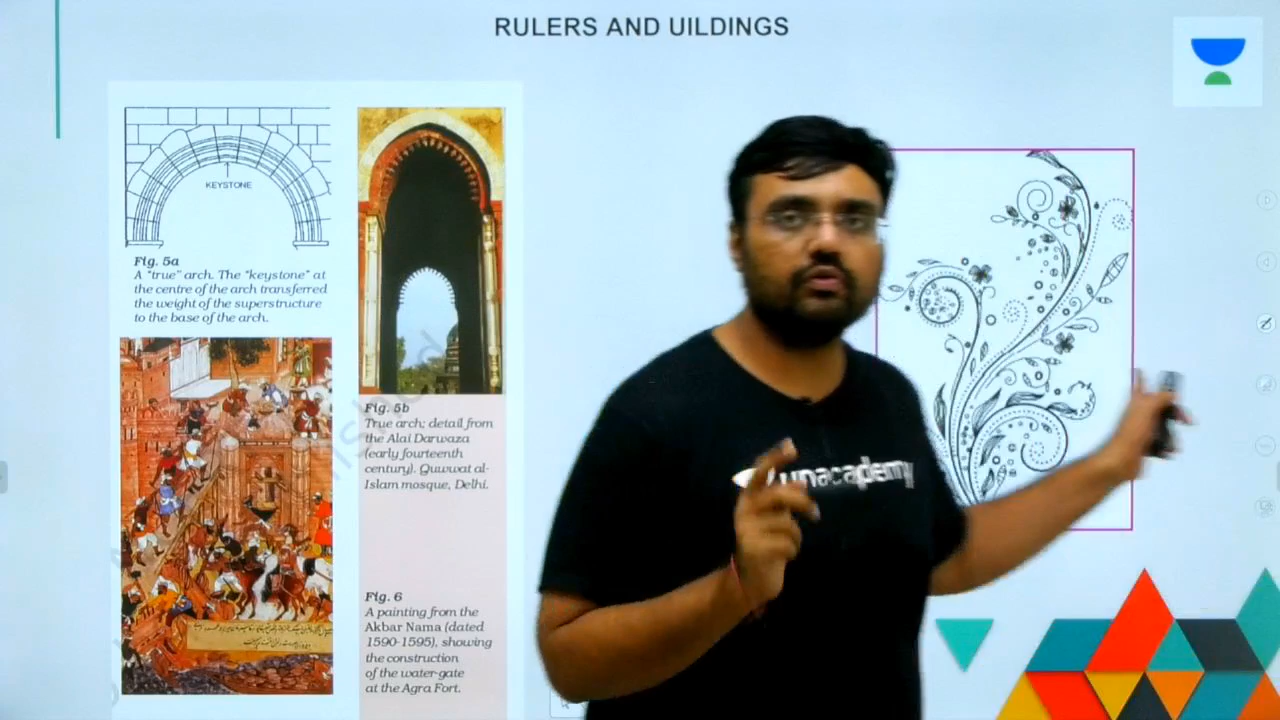 RULERS AND UILDINGS
KEYSTONE
Fig. 5a
A "true" arch. The "keystone" at
the centre of the arch transferred
the weight of the superstructure
to the base of the arch.
Fig. 5b
True arch; detail from
the Alai Darwaza
(early fourteenth
century). Quwwat al-
Islam mosque, Delhi.
Fig. 6
A painting from the
Akbar Nama (dated
1590-1595), showing
the construction
of the water-gate
at the Agra Fort.
unacademy